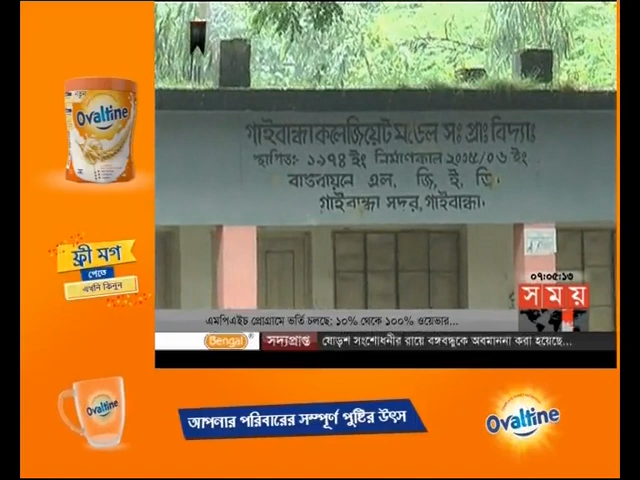 নতুন
Ovaltine
ফ্রী মগ
পেতে
এখনি কিনুন
Ovaltine
গাইবান্ধা কলেজিয়েট মডেল সঃ প্রাঃ বিদ্যাঃ
স্থাপিতঃ ১৯৭৪ ইং নির্মাণকাল ২০০৫/০৬ ইং
বাস্তবায়নে এল, জি, ই, ডি,
গাইবান্ধা সদর, গাইবান্ধা।
০৭:০৫:১৩
সময়
এমপিএইচ প্রোগ্রামে ভর্তি চলছে; ১০% থেকে ১০০% ওয়েভার...
Bengal
সদ্যপ্রাপ্ত ষোড়শ সংশোধনীর রায়ে বঙ্গবন্ধুকে অবমাননা করা হয়েছে...
আপনার পরিবারের সম্পূর্ণ পুষ্টির উৎস
Ovaltine